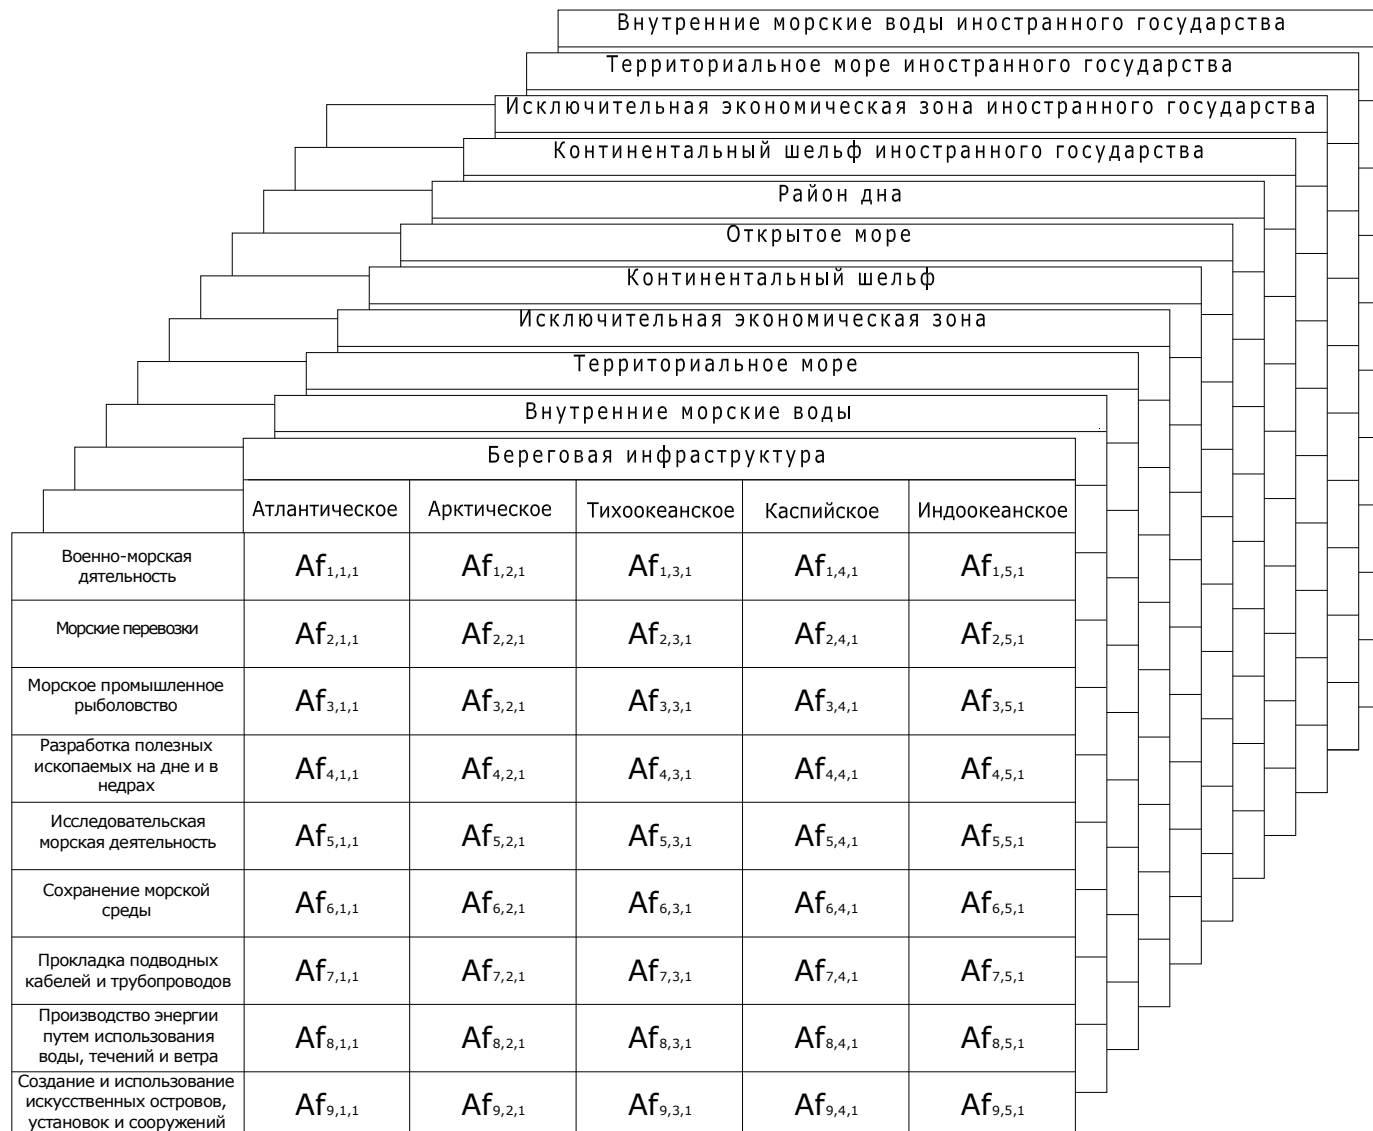 Внутренние морские воды иностранного государства
Территориальное море иностранного государства
Исключительная экономическая зона иностранного государства
Континентальный шельф иностранного государства
Район дна
Открытое море
Континентальный шельф
Исключительная экономическая зона
Территориальное море
Внутренние морские воды
Береговая инфраструктура
Атлантическое Арктическое Тихоокеанское Каспийское Индоокеанское
Военно-морская
дятельность
Af1,1,1 Af1,2,1 Af1,3,1 Af1,4,1 Af1,5,1
Морские перевозки
Af2,1,1 Af2,2,1 Af2,3,1 Af2,4,1 Af2,5,1
Морское промышленное
рыболовство
Af3,1,1 Af3,2,1 Af3,3,1 Af3,4,1 Af3,5,1
Разработка полезных
ископаемых на дне и в
недрах
Af4,1,1 Af4,2,1 Af4,3,1 Af4,4,1 Af4,5,1
Исследовательская
морская деятельность
Af5,1,1 Af5,2,1 Af5,3,1 Af5,4,1 Af5,5,1
Сохранение морской
среды
Af6,1,1 Af6,2,1 Af6,3,1 Af6,4,1 Af6,5,1
Прокладка подводных
кабелей и трубопроводов
Af7,1,1 Af7,2,1 Af7,3,1 Af7,4,1 Af7,5,1
Производство энергии
путем использования
воды, течений и ветра
Af8,1,1 Af8,2,1 Af8,3,1 Af8,4,1 Af8,5,1
Создание и использование
искусственных островов,
установок и сооружений
Af9,1,1 Af9,2,1 Af9,3,1 Af9,4,1 Af9,5,1